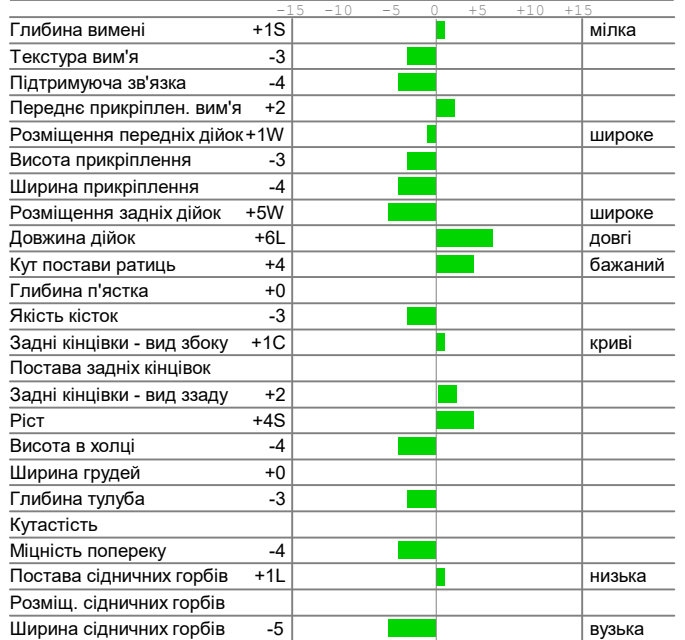 -15 -10 -5 0 +5 +10 +15
Глибина вимені +1S мілка
Текстура вим'я -3
Підтримуюча зв'язка -4
Переднє прикріплен. вим'я +2
Розміщення передніх дійок +1W широке
Висота прикріплення -3
Ширина прикріплення -4
Розміщення задніх дійок +5W широке
Довжина дійок +6L довгі
Кут постави ратиць +4 бажаний
Глибина п'ястка +0
Якість кісток -3
Задні кінцівки - вид збоку +1C криві
Постава задніх кінцівок
Задні кінцівки - вид ззаду +2
Ріст +4S
Висота в холці -4
Ширина грудей +0
Глибина тулуба -3
Кутастість
Міцність попереку -4
Постава сідничних горбів +1L низька
Розміщ. сідничних горбів
Ширина сідничних горбів -5 вузька